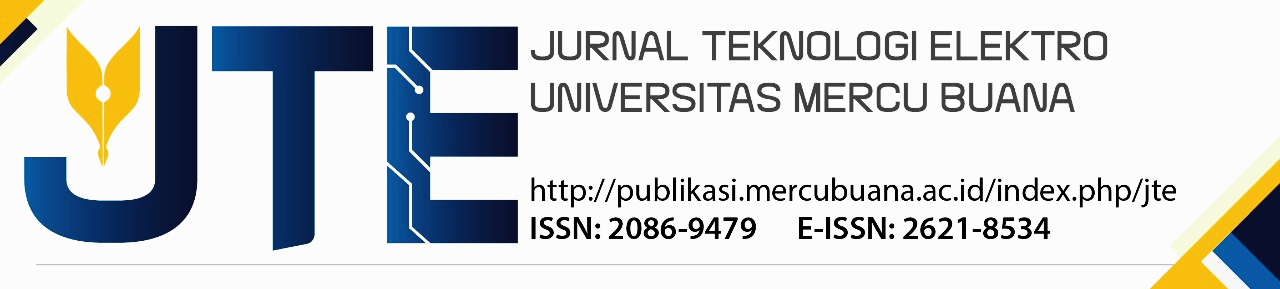 JTE
JURNAL TEKNOLOGI ELEKTRO
UNIVERSITAS MERCU BUANA
http://publikasi.mercubuana.ac.id/index.php/jte
ISSN: 2086-9479 E-ISSN: 2621-8534